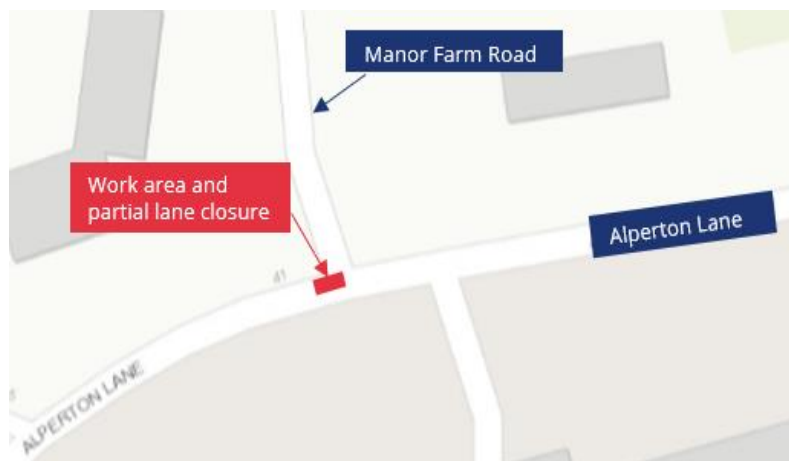 Manor Farm Road
Work area and
partial lane closure
Alperton Lane
41
ALPERTON LANE